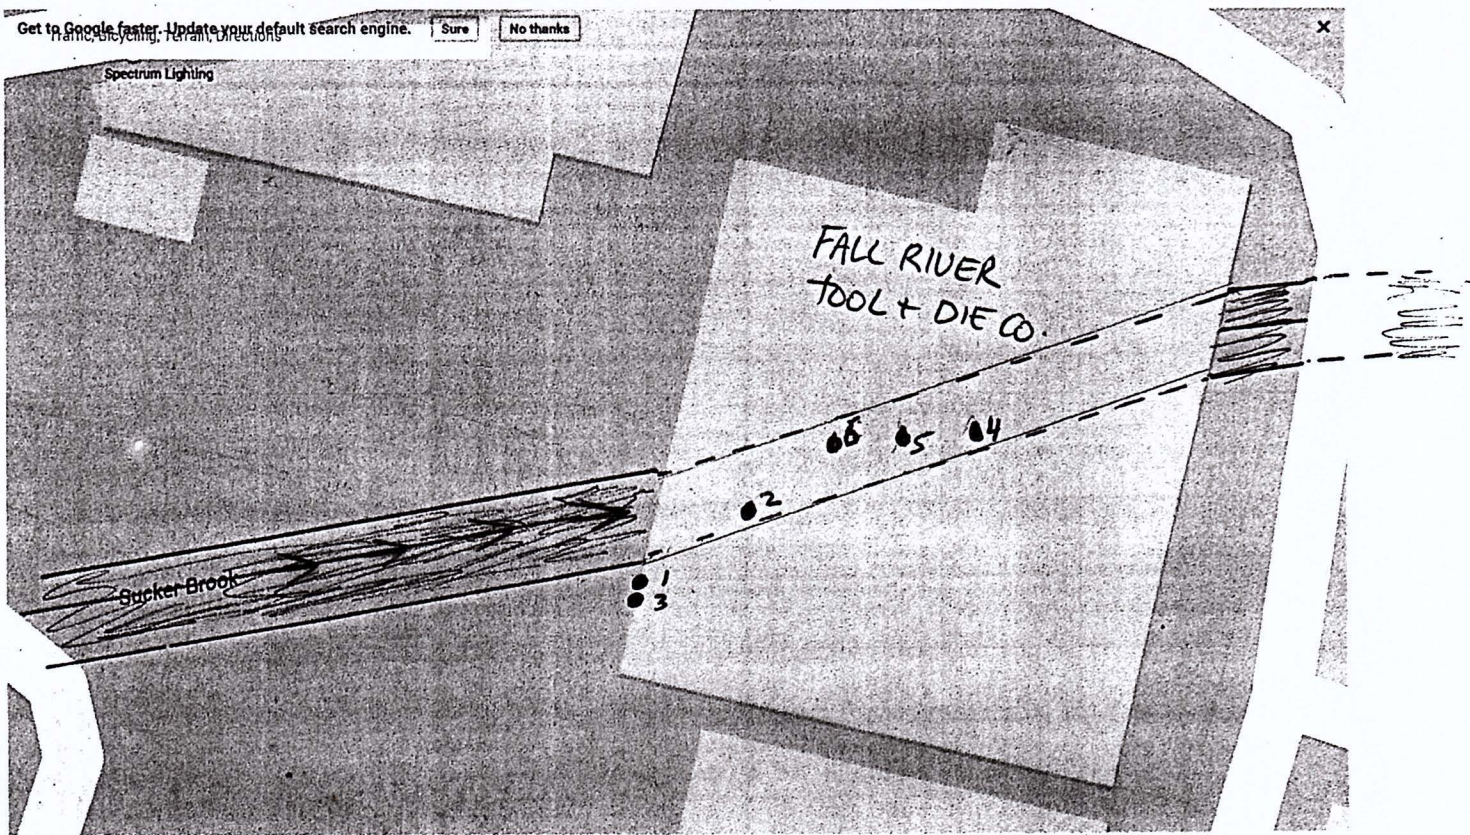 Get to Google faster. Update your default search engine. Sure No thanks ×
Traffic, Bicycling, Terrain, Directions
Spectrum Lighting
FALL RIVER
TOOL + DIE CO.
6 5 4
2
Sucker Brook
1
3